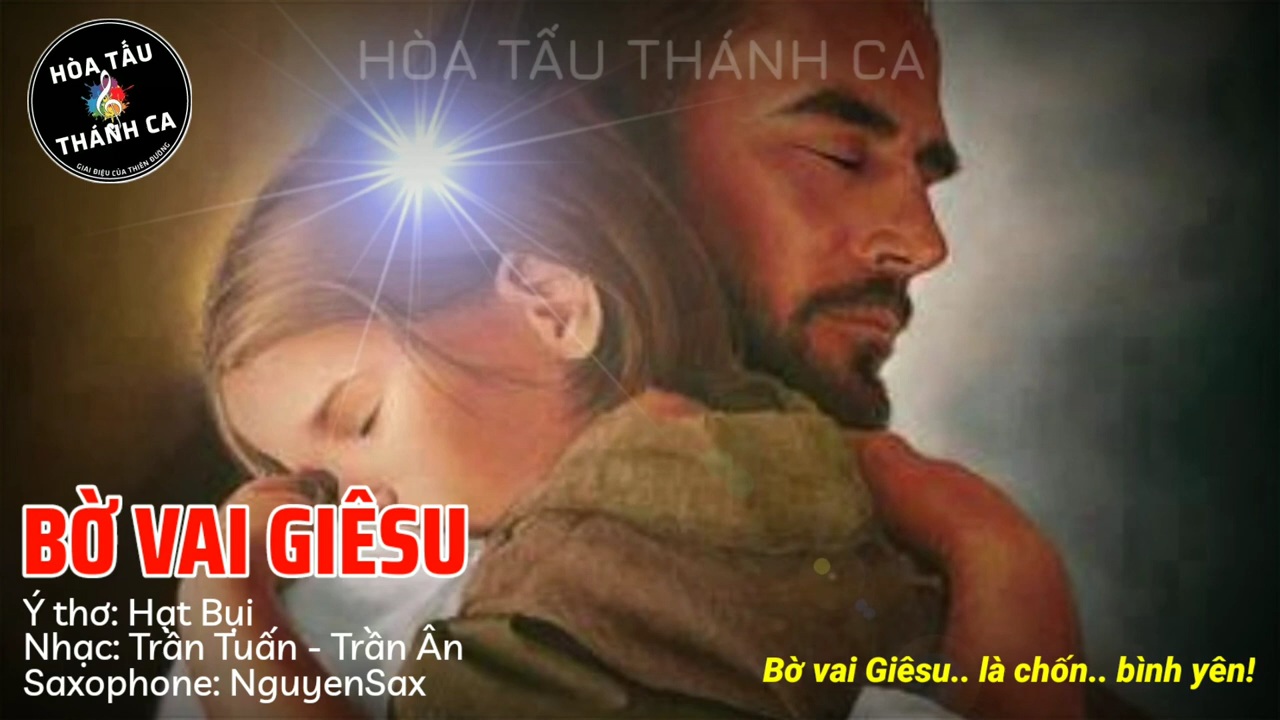 HÒA TẤU
THÁNH CA
GIAI ĐIỆU CỦA THIÊN ĐƯỜNG
HÒA TẤU THÁNH CA
BỜ VAI GIÊSU
Ý thơ: Hạt Bụi
Nhạc: Trần Tuấn - Trần Ân
Saxophone: NguyenSax
Bờ vai Giêsu.. là chốn.. bình yên!